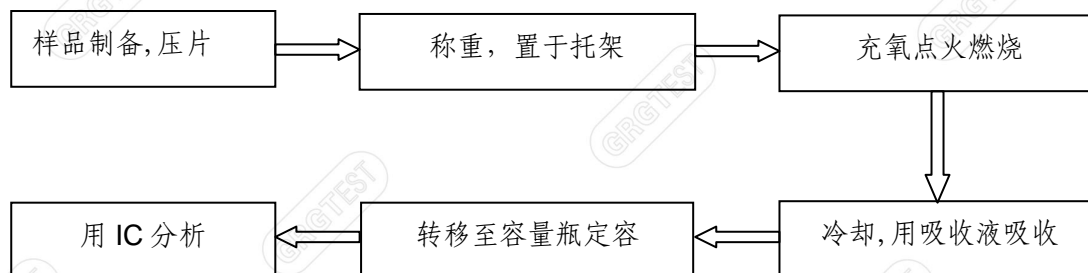 样品制备,压片
称重，置于托架
充氧点火燃烧
冷却,用吸收液吸收
转移至容量瓶定容
用 IC 分析
GRGTEST
GRGTEST